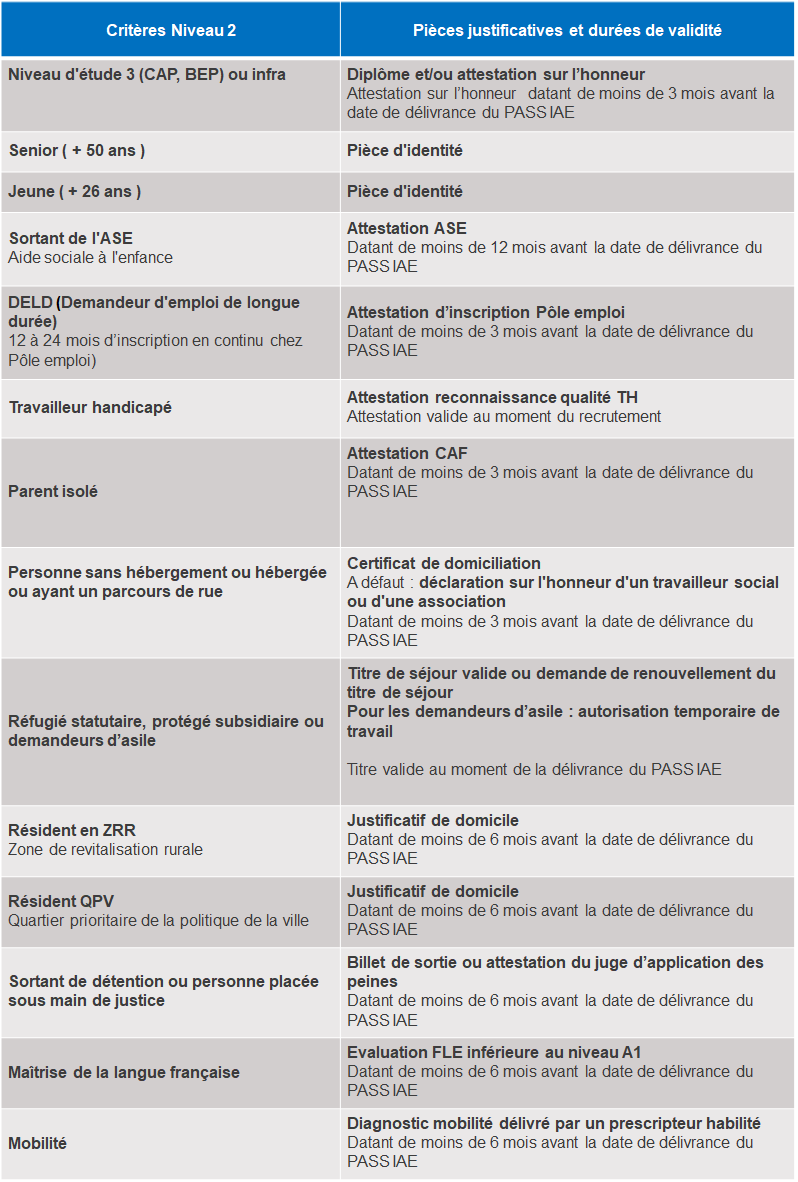 Critères Niveau 2
Pièces justificatives et durées de validité
Niveau d'étude 3 (CAP, BEP) ou infra
Diplôme et/ou attestation sur l’honneur
Attestation sur l’honneur datant de moins de 3 mois avant la
date de délivrance du PASS IAE
Senior ( + 50 ans )
Pièce d'identité
Jeune ( + 26 ans )
Pièce d'identité
Sortant de l'ASE
Aide sociale à l'enfance
Attestation ASE
Datant de moins de 12 mois avant la date de délivrance du
PASS IAE
DELD (Demandeur d'emploi de longue
durée)
12 à 24 mois d’inscription en continu chez
Pôle emploi)
Attestation d’inscription Pôle emploi
Datant de moins de 3 mois avant la date de délivrance du
PASS IAE
Travailleur handicapé
Attestation reconnaissance qualité TH
Attestation valide au moment du recrutement
Parent isolé
Attestation CAF
Datant de moins de 3 mois avant la date de délivrance du
PASS IAE
Personne sans hébergement ou hébergée
ou ayant un parcours de rue
Certificat de domiciliation
A défaut : déclaration sur l'honneur d'un travailleur social
ou d'une association
Datant de moins de 3 mois avant la date de délivrance du
PASS IAE
Réfugié statutaire, protégé subsidiaire ou
demandeurs d’asile
Titre de séjour valide ou demande de renouvellement du
titre de séjour
Pour les demandeurs d’asile : autorisation temporaire de
travail
Titre valide au moment de la délivrance du PASS IAE
Résident en ZRR
Zone de revitalisation rurale
Justificatif de domicile
Datant de moins de 6 mois avant la date de délivrance du
PASS IAE
Résident QPV
Quartier prioritaire de la politique de la ville
Justificatif de domicile
Datant de moins de 6 mois avant la date de délivrance du
PASS IAE
Sortant de détention ou personne placée
sous main de justice
Billet de sortie ou attestation du juge d’application des
peines
Datant de moins de 6 mois avant la date de délivrance du
PASS IAE
Maîtrise de la langue française
Evaluation FLE inférieure au niveau A1
Datant de moins de 6 mois avant la date de délivrance du
PASS IAE
Mobilité
Diagnostic mobilité délivré par un prescripteur habilité
Datant de moins de 6 mois avant la date de délivrance du
PASS IAE